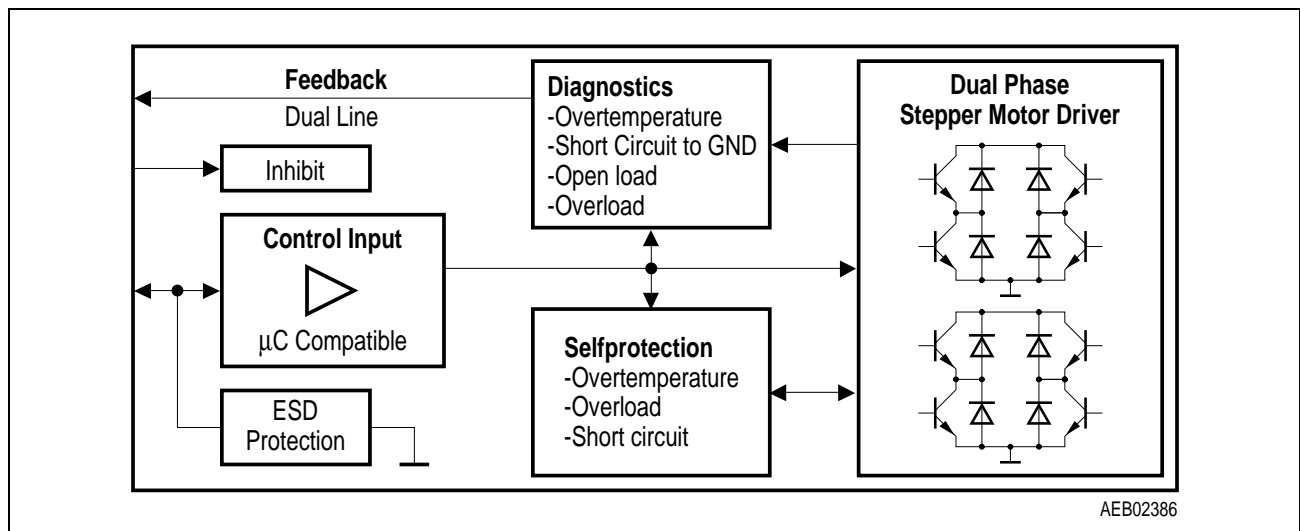 Feedback
Dual Line
Inhibit
Control Input
μC Compatible
ESD
Protection
Diagnostics
-Overtemperature
-Short Circuit to GND
-Open load
-Overload
Selfprotection
-Overtemperature
-Overload
-Short circuit
Dual Phase
Stepper Motor Driver
AEB02386